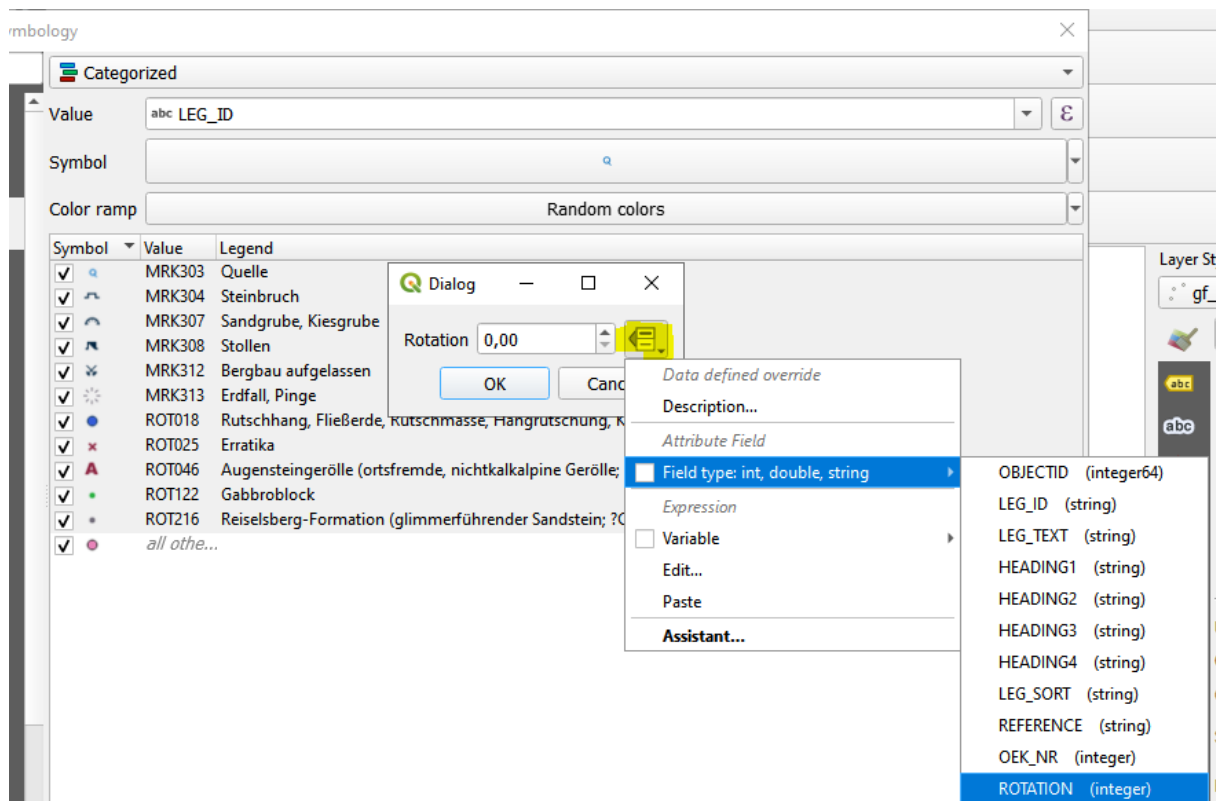 ymbology
Categorized
Value abc LEG_ID ε
Symbol
Color ramp Random colors
Symbol Value Legend
MRK303 Quelle
MRK304 Steinbruch
MRK307 Sandgrube, Kiesgrube
MRK308 Stollen
MRK312 Bergbau aufgelassen
MRK313 Erdfall, Pinge
ROT018 Rutschhang, Fließerde, Rutschmasse, Hangrutschung, K
ROT025 Erratika
A ROT046 Augensteingerölle (ortsfremde, nichtkalkalpine Gerölle;
ROT122 Gabbroblock
ROT216 Reiselsberg-Formation (glimmerführender Sandstein; ?C
all othe...
Dialog
Rotation 0,00
OK Canc
Data defined override
Description...
Attribute Field
Field type: int, double, string
Expression
Variable
Edit...
Paste
Assistant...
OBJECTID (integer64)
LEG_ID (string)
LEG_TEXT (string)
HEADING1 (string)
HEADING2 (string)
HEADING3 (string)
HEADING4 (string)
LEG_SORT (string)
REFERENCE (string)
OEK_NR (integer)
ROTATION (integer)
Layer St
gf_
abc
abc